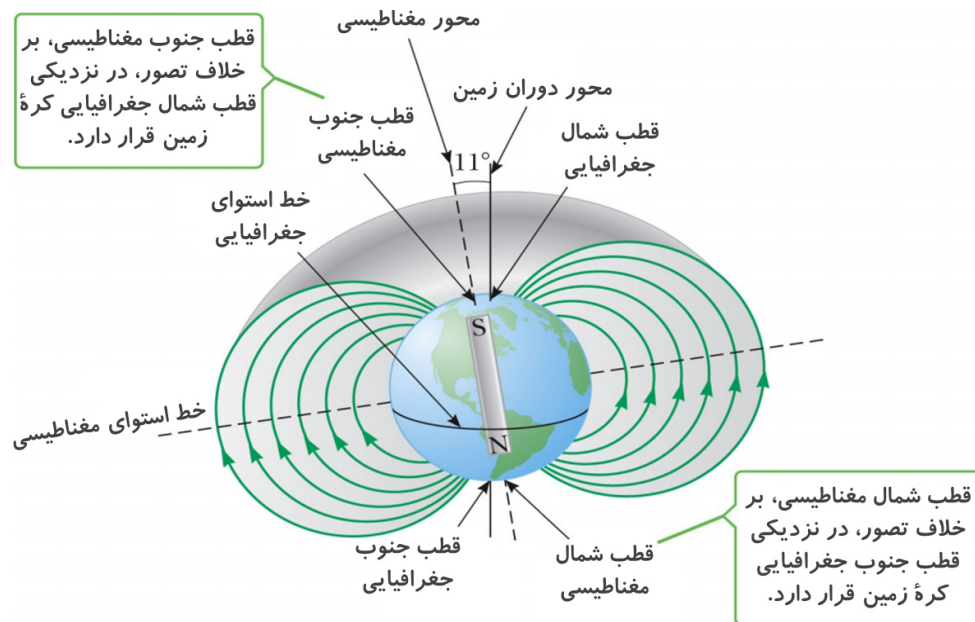 محور مغناطیسی
قطب جنوب مغناطیسی، بر
خلاف تصور، در نزدیکی
قطب شمال جغرافیایی کرهٔ
زمین قرار دارد.
محور دوران زمین
قطب جنوب
مغناطیسی
قطب شمال
جغرافیایی
11°
خط استوای
جغرافیایی
S
خط استوای مغناطیسی
N
قطب جنوب
جغرافیایی
قطب شمال
مغناطیسی
قطب شمال مغناطیسی، بر
خلاف تصور، در نزدیکی
قطب جنوب جغرافیایی
کرهٔ زمین قرار دارد.